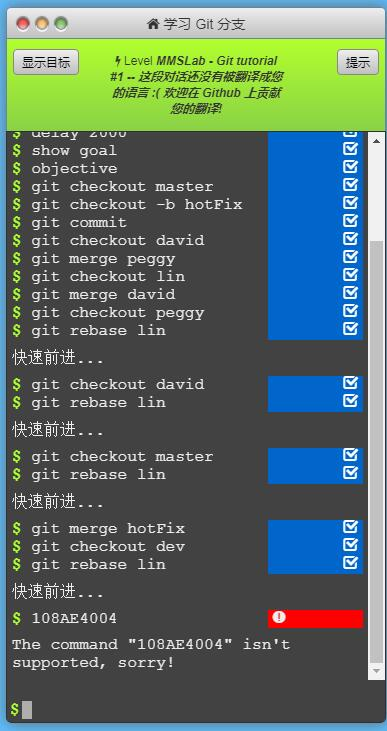 学习 Git 分支
显示目标
Level MMSLab - Git tutorial
#1 -- 这段对话还没有被翻译成您
的语言 :( 欢迎在 Github 上贡献
您的翻译!
提示
$ delay 2000
$ show goal
$ objective
$ git checkout master
$ git checkout -b hotFix
$ git commit
$ git checkout david
$ git merge peggy
$ git checkout lin
$ git merge david
$ git checkout peggy
$ git rebase lin
快速前进...
$ git checkout david
$ git rebase lin
快速前进...
$ git checkout master
$ git rebase lin
快速前进...
$ git merge hotFix
$ git checkout dev
$ git rebase lin
快速前进...
$ 108AE4004
The command "108AE4004" isn't
supported, sorry!
$